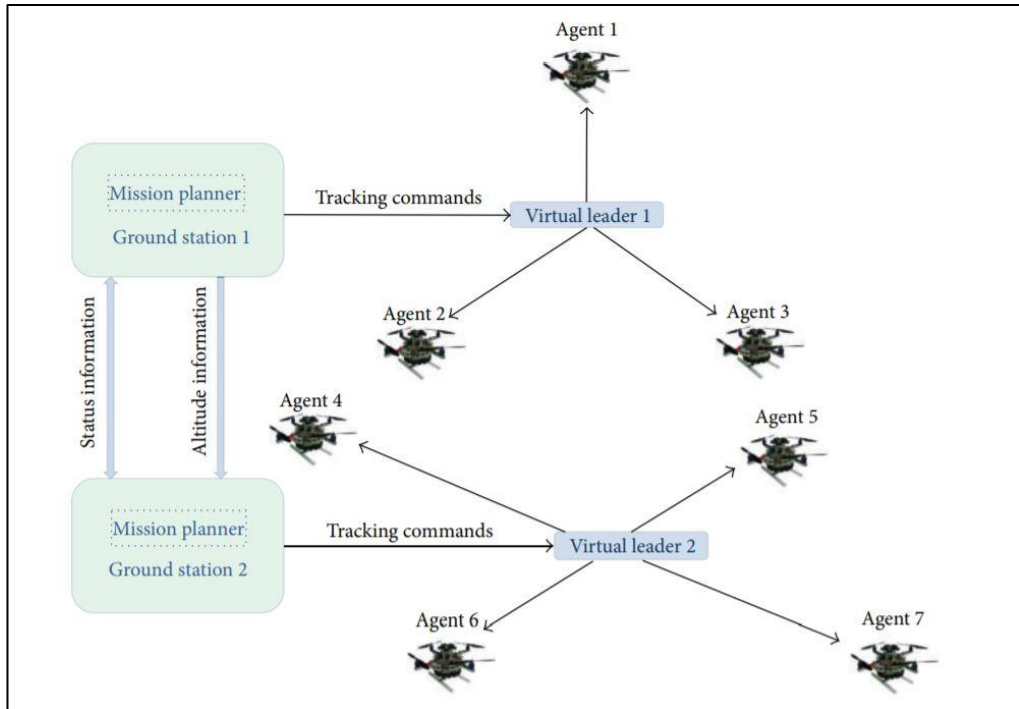 Agent 1
Mission planner
Ground station 1
Tracking commands
Virtual leader 1
Agent 2
Agent 3
Status information
Altitude information
Agent 4
Agent 5
Mission planner
Ground station 2
Tracking commands
Virtual leader 2
Agent 6
Agent 7